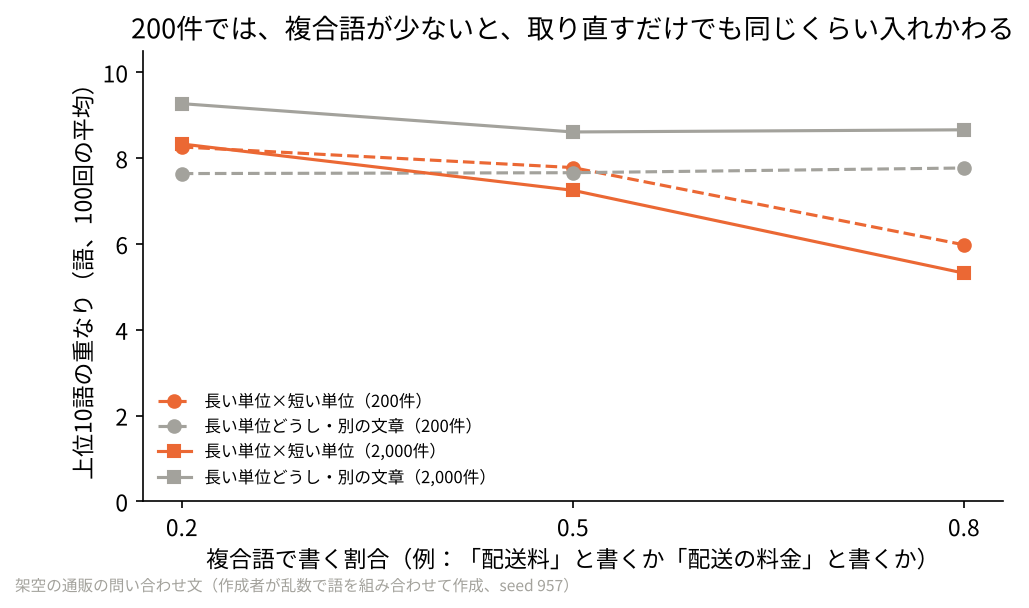 200件では、複合語が少ないと、取り直すだけでも同じくらい入れかわる
上位10語の重なり（語、100回の平均）
10
8
6
4
2
0
長い単位×短い単位（200件）
長い単位どうし・別の文章（200件）
長い単位×短い単位（2,000件）
長い単位どうし・別の文章（2,000件）
0.2
0.5
0.8
複合語で書く割合（例：「配送料」と書くか「配送の料金」と書くか）
架空の通販の問い合わせ文（作成者が乱数で語を組み合わせて作成、seed 957）